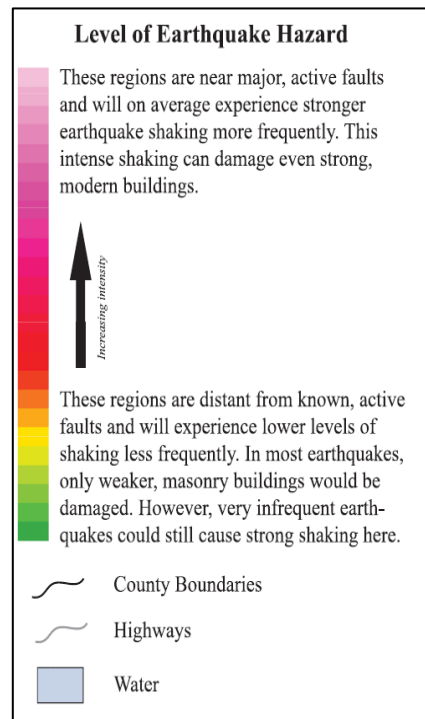 Level of Earthquake Hazard
These regions are near major, active faults
and will on average experience stronger
earthquake shaking more frequently. This
intense shaking can damage even strong,
modern buildings.
Increasing intensity
These regions are distant from known, active
faults and will experience lower levels of
shaking less frequently. In most earthquakes,
only weaker, masonry buildings would be
damaged. However, very infrequent earth-
quakes could still cause strong shaking here.
County Boundaries
Highways
Water